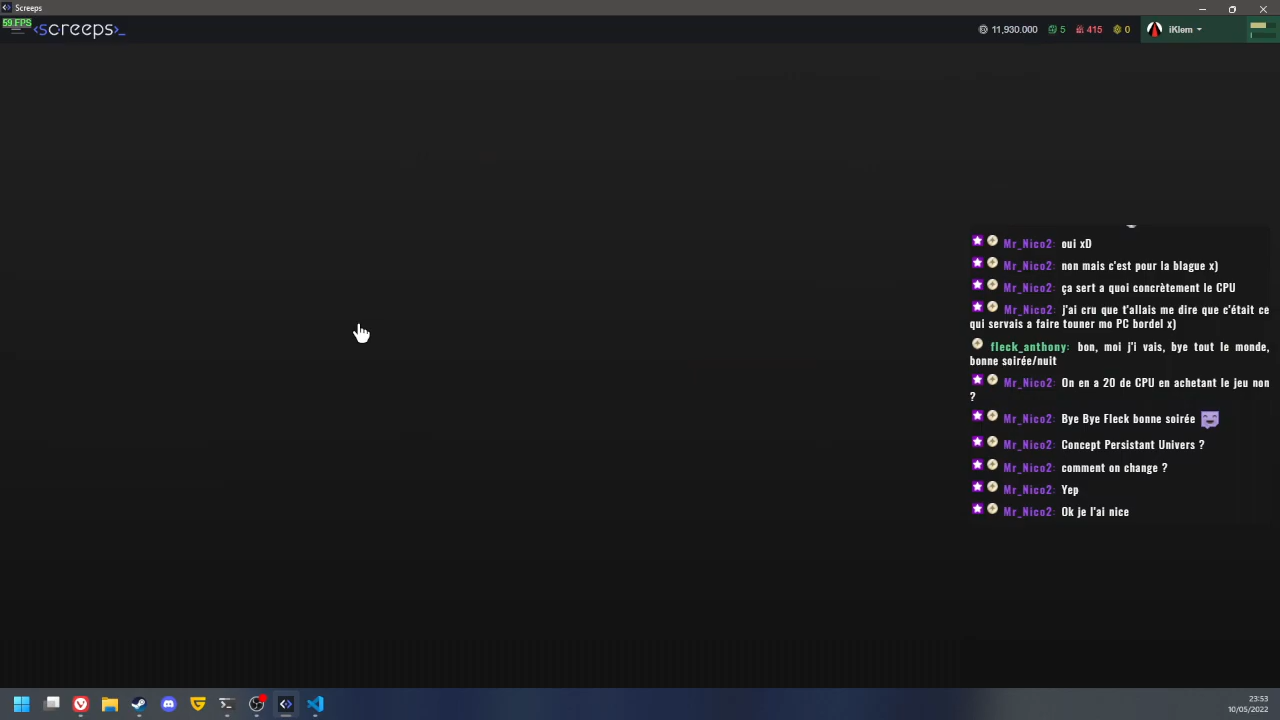 Screeps
59 FPS
screeps
11,930.000 5 415 0 iKlem
Mr_Nico2: oui xD
Mr_Nico2: non mais c'est pour la blague x)
Mr_Nico2: ça sert a quoi concrètement le CPU
Mr_Nico2: j'ai cru que t'allais me dire que c'était ce
qui servais a faire touner mo PC bordel x)
fleck_anthony: bon, moi j'i vais, bye tout le monde,
bonne soirée/nuit
Mr_Nico2: On en a 20 de CPU en achetant le jeu non
?
Mr_Nico2: Bye Bye Fleck bonne soirée
Mr_Nico2: Concept Persistant Univers ?
Mr_Nico2: comment on change ?
Mr_Nico2: Yep
Mr_Nico2: Ok je l'ai nice
23:53
10/05/2022